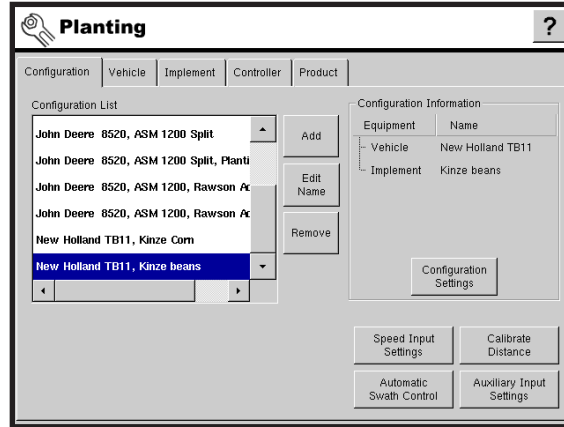 Planting
?
Configuration Vehicle Implement Controller Product
Configuration List
John Deere 8520, ASM 1200 Split
John Deere 8520, ASM 1200 Split, Planti
John Deere 8520, ASM 1200, Rawson Ac
John Deere 8520, ASM 1200, Rawson Ac
New Holland TB11, Kinze Corn
New Holland TB11, Kinze beans
Add
Edit
Name
Remove
Configuration Information
Equipment Name
Vehicle New Holland TB11
Implement Kinze beans
Configuration
Settings
Speed Input
Settings
Calibrate
Distance
Automatic
Swath Control
Auxiliary Input
Settings